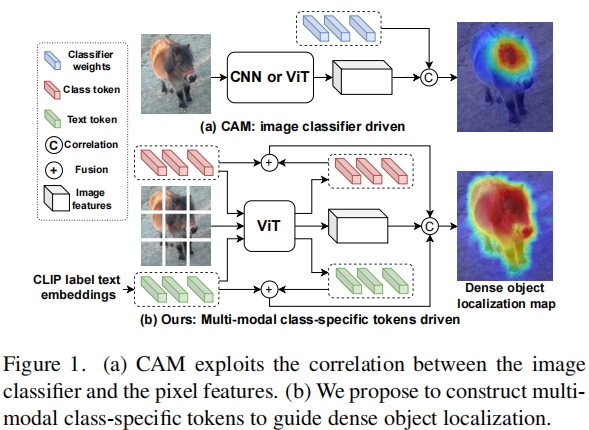 Classifier
weights
Class token
Text token
C Correlation
+ Fusion
Image
features
CNN or ViT
C
(a) CAM: image classifier driven
+
ViT
C
CLIP label text
embeddings
+
Dense object
localization map
(b) Ours: Multi-modal class-specific tokens driven
Figure 1. (a) CAM exploits the correlation between the image
classifier and the pixel features. (b) We propose to construct multi-
modal class-specific tokens to guide dense object localization.